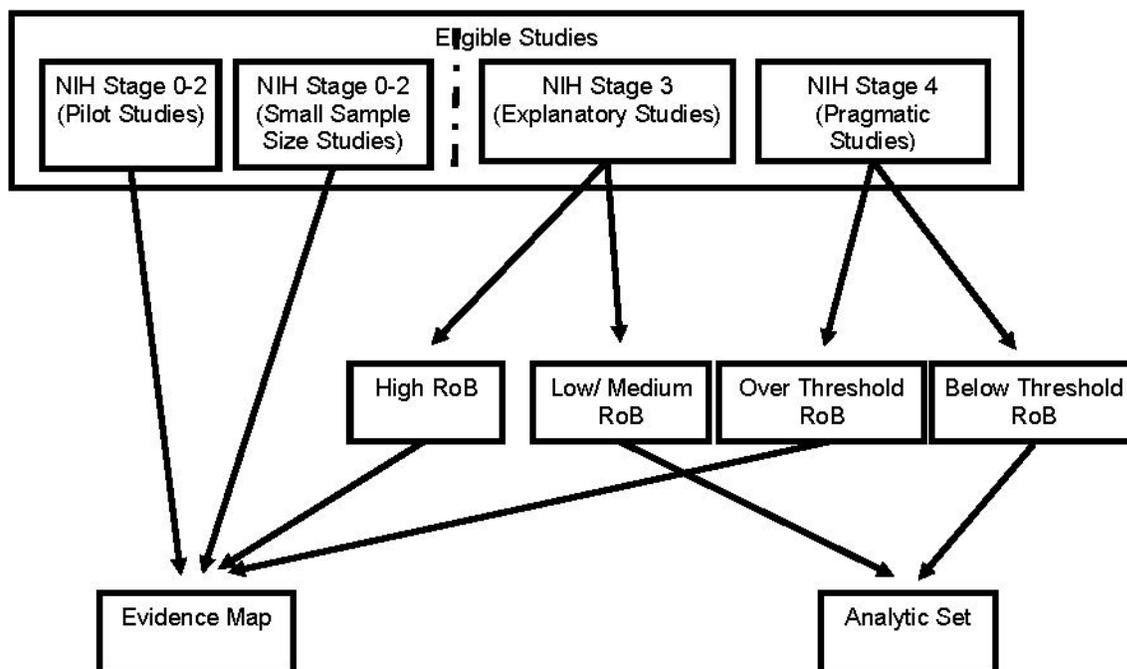 Eligible Studies
NIH Stage 0-2
(Pilot Studies)
NIH Stage 0-2
(Small Sample
Size Studies)
NIH Stage 3
(Explanatory Studies)
NIH Stage 4
(Pragmatic
Studies)
High RoB
Low/ Medium
RoB
Over Threshold
RoB
Below Threshold
RoB
Evidence Map
Analytic Set